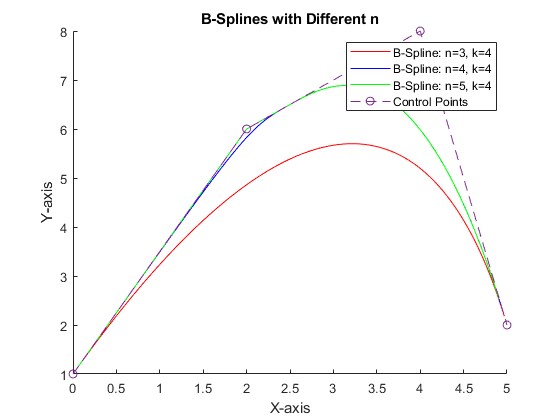 B-Splines with Different n
B-Spline: n=3, k=4
B-Spline: n=4, k=4
B-Spline: n=5, k=4
Control Points
8
7
6
5
4
3
2
1
Y-axis
0 0.5 1 1.5 2 2.5 3 3.5 4 4.5 5
X-axis